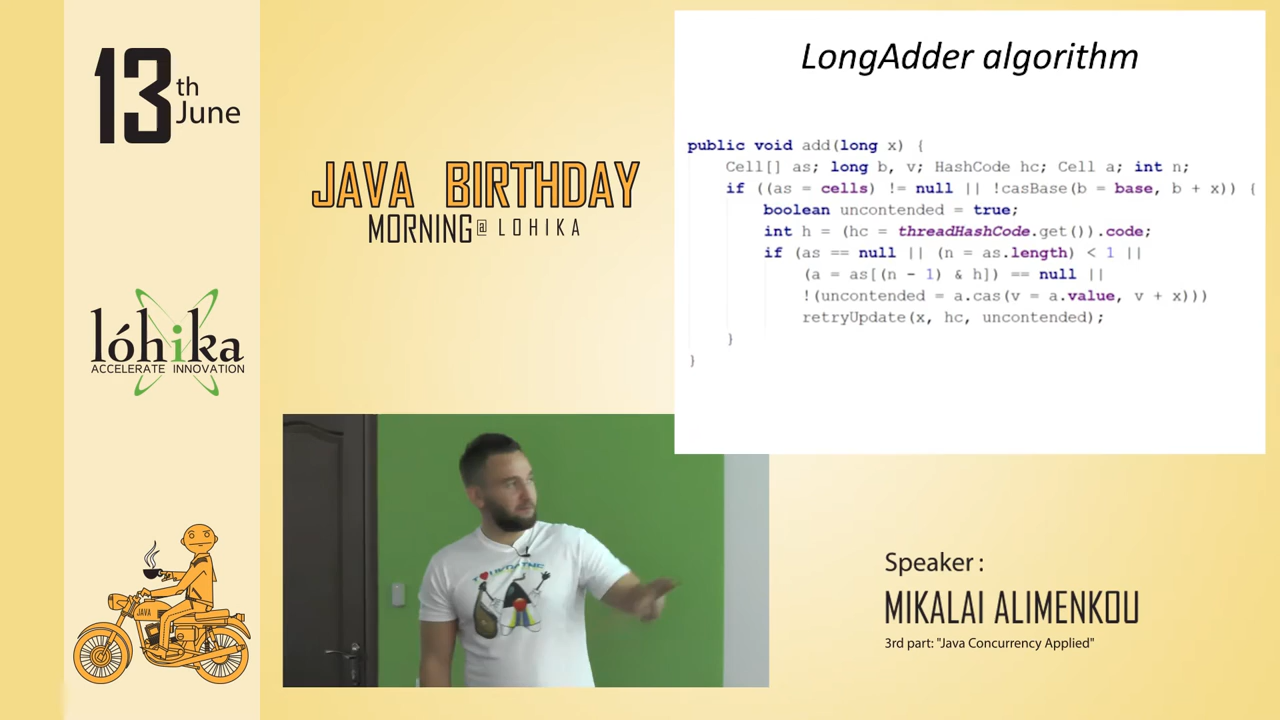 13th June
lóhika
ACCELERATE INNOVATION
JAVA
JAVA BIRTHDAY
MORNING @ LOHIKA
LongAdder algorithm
public void add(long x) {
Cell[] as; long b, v; HashCode hc; Cell a; int n;
if ((as = cells) != null || !casBase(b = base, b + x)) {
boolean uncontended = true;
int h = (hc = threadHashCode.get()).code;
if (as == null || (n = as.length) < 1 ||
(a = as[(n - 1) & h]) == null ||
!(uncontended = a.cas(v = a.value, v + x)))
retryUpdate(x, hc, uncontended);
}
}
Speaker :
MIKALAI ALIMENKOU
3rd part: "Java Concurrency Applied"